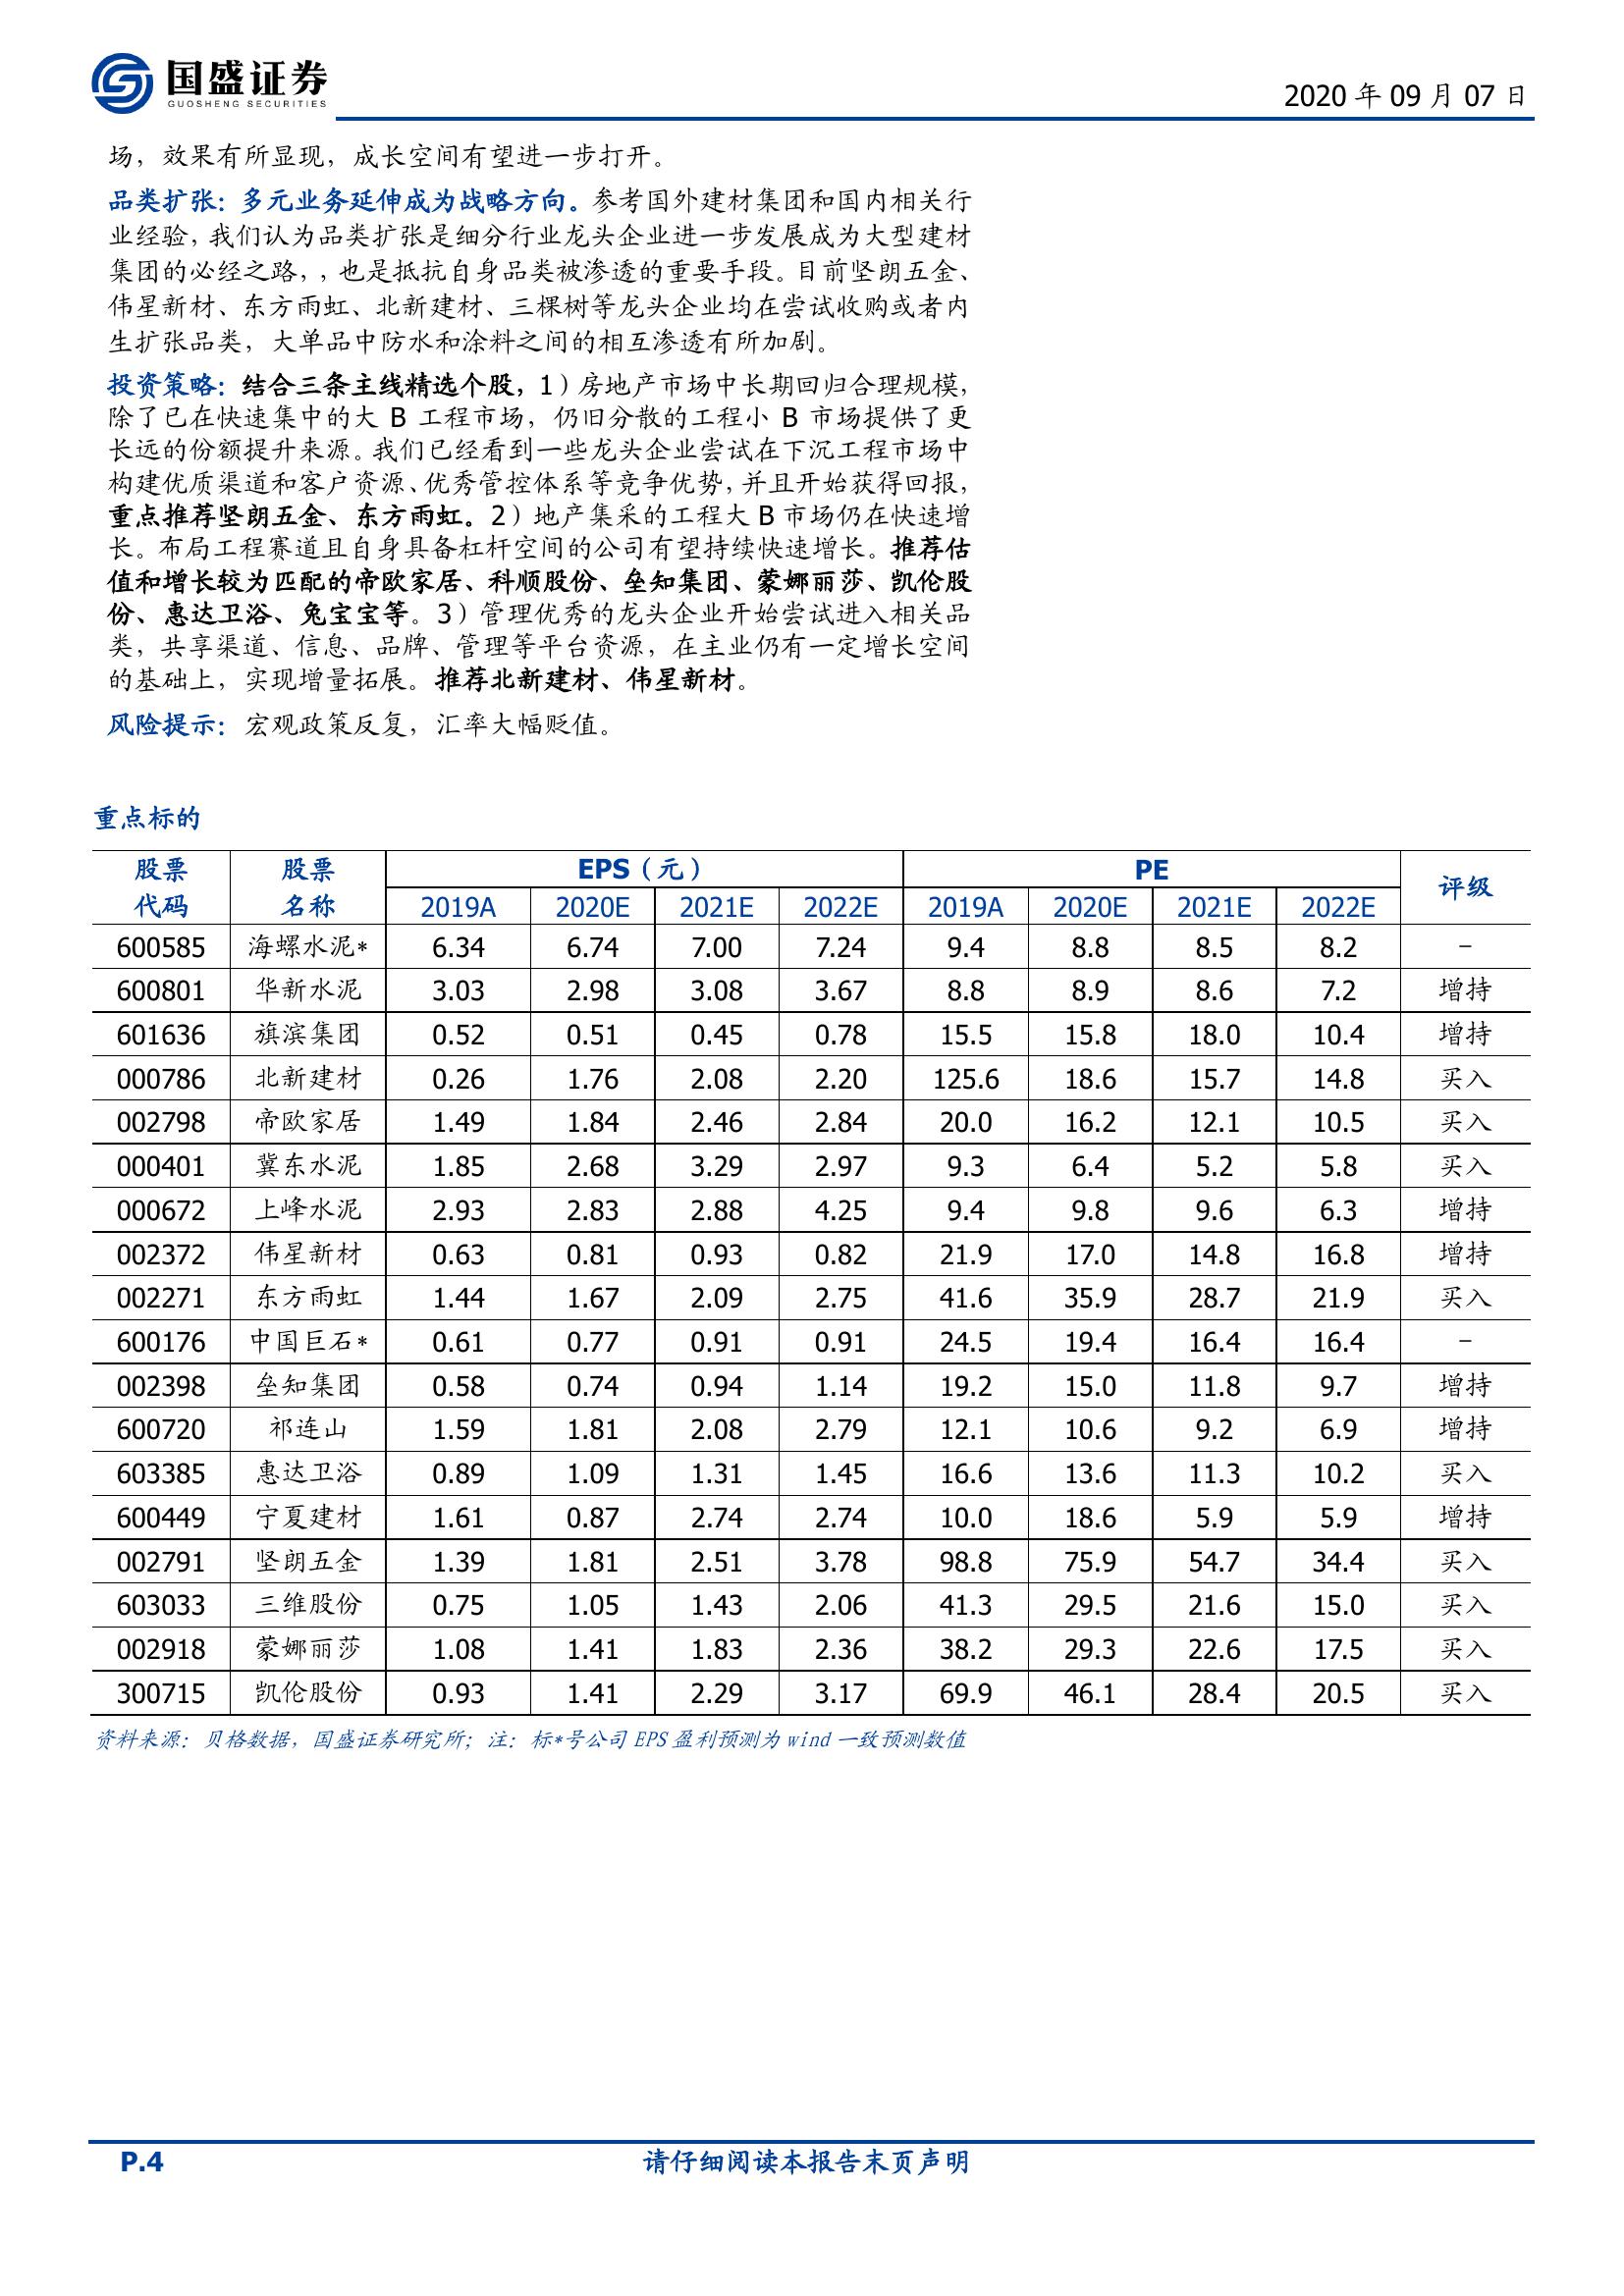 国盛证券
GUOSHENG SECURITIES
2020 年 09 月 07 日
场，效果有所显现，成长空间有望进一步打开。
品类扩张：多元业务延伸成为战略方向。参考国外建材集团和国内相关行
业经验，我们认为品类扩张是细分行业龙头企业进一步发展成为大型建材
集团的必经之路，，也是抵抗自身品类被渗透的重要手段。目前坚朗五金、
伟星新材、东方雨虹、北新建材、三棵树等龙头企业均在尝试收购或者内
生扩张品类，大单品中防水和涂料之间的相互渗透有所加剧。
投资策略：结合三条主线精选个股，1）房地产市场中长期回归合理规模，
除了已在快速集中的大 B 工程市场，仍旧分散的工程小 B 市场提供了更
长远的份额提升来源。我们已经看到一些龙头企业尝试在下沉工程市场中
构建优质渠道和客户资源、优秀管控体系等竞争优势，并且开始获得回报，
重点推荐坚朗五金、东方雨虹。2）地产集采的工程大 B 市场仍在快速增
长。布局工程赛道且自身具备杠杆空间的公司有望持续快速增长。推荐估
值和增长较为匹配的帝欧家居、科顺股份、垒知集团、蒙娜丽莎、凯伦股
份、惠达卫浴、兔宝宝等。3）管理优秀的龙头企业开始尝试进入相关品
类，共享渠道、信息、品牌、管理等平台资源，在主业仍有一定增长空间
的基础上，实现增量拓展。推荐北新建材、伟星新材。
风险提示：宏观政策反复，汇率大幅贬值。
重点标的
股票 股票 EPS（元） PE 评级
代码 名称 2019A 2020E 2021E 2022E 2019A 2020E 2021E 2022E
600585 海螺水泥* 6.34 6.74 7.00 7.24 9.4 8.8 8.5 8.2 -
600801 华新水泥 3.03 2.98 3.08 3.67 8.8 8.9 8.6 7.2 增持
601636 旗滨集团 0.52 0.51 0.45 0.78 15.5 15.8 18.0 10.4 增持
000786 北新建材 0.26 1.76 2.08 2.20 125.6 18.6 15.7 14.8 买入
002798 帝欧家居 1.49 1.84 2.46 2.84 20.0 16.2 12.1 10.5 买入
000401 冀东水泥 1.85 2.68 3.29 2.97 9.3 6.4 5.2 5.8 买入
000672 上峰水泥 2.93 2.83 2.88 4.25 9.4 9.8 9.6 6.3 增持
002372 伟星新材 0.63 0.81 0.93 0.82 21.9 17.0 14.8 16.8 增持
002271 东方雨虹 1.44 1.67 2.09 2.75 41.6 35.9 28.7 21.9 买入
600176 中国巨石* 0.61 0.77 0.91 0.91 24.5 19.4 16.4 16.4 -
002398 垒知集团 0.58 0.74 0.94 1.14 19.2 15.0 11.8 9.7 增持
600720 祁连山 1.59 1.81 2.08 2.79 12.1 10.6 9.2 6.9 增持
603385 惠达卫浴 0.89 1.09 1.31 1.45 16.6 13.6 11.3 10.2 买入
600449 宁夏建材 1.61 0.87 2.74 2.74 10.0 18.6 5.9 5.9 增持
002791 坚朗五金 1.39 1.81 2.51 3.78 98.8 75.9 54.7 34.4 买入
603033 三维股份 0.75 1.05 1.43 2.06 41.3 29.5 21.6 15.0 买入
002918 蒙娜丽莎 1.08 1.41 1.83 2.36 38.2 29.3 22.6 17.5 买入
300715 凯伦股份 0.93 1.41 2.29 3.17 69.9 46.1 28.4 20.5 买入
资料来源：贝格数据，国盛证券研究所；注：标*号公司 EPS 盈利预测为 wind 一致预测数值
P.4 请仔细阅读本报告末页声明